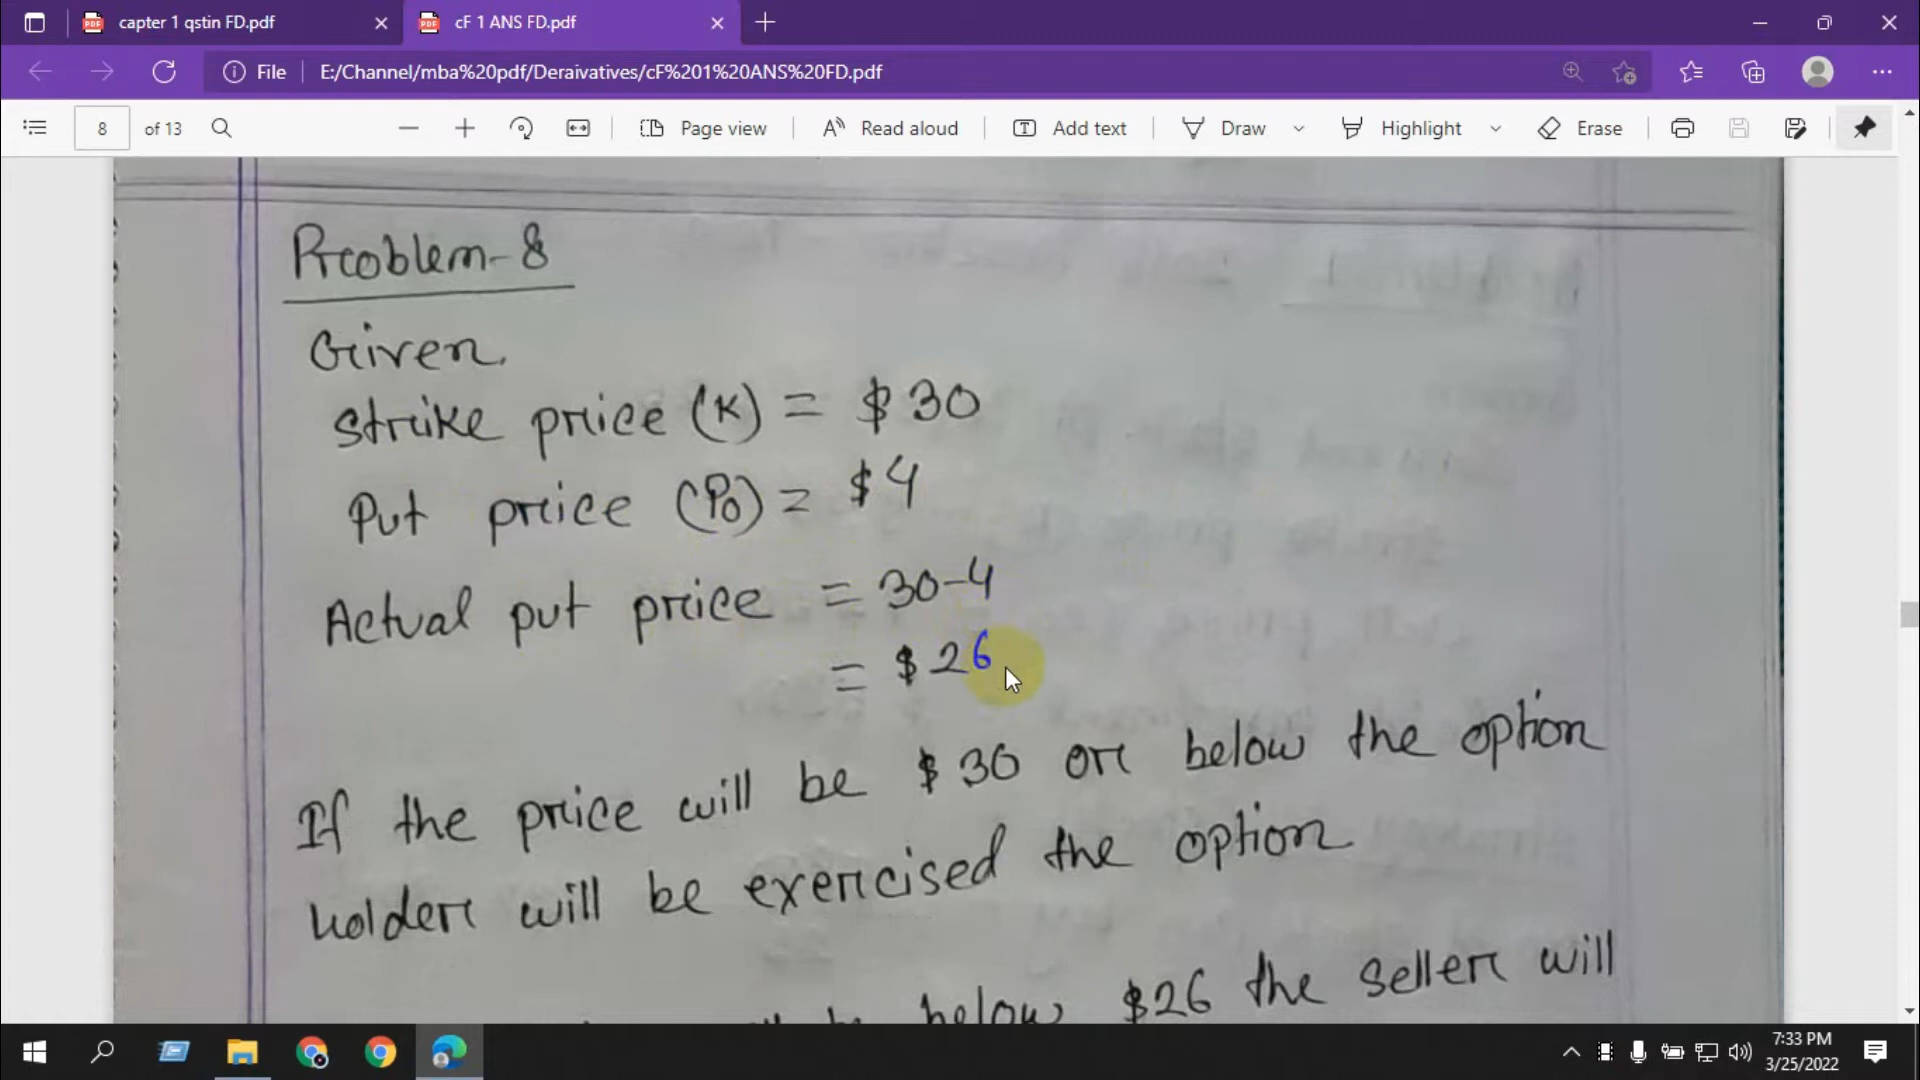 capter 1 qstin FD.pdf
cF 1 ANS FD.pdf
File
E:/Channel/mba%20pdf/Deraivatives/cF%201%20ANS%20FD.pdf
8 of 13
Page view
Read aloud
Add text
Draw
Highlight
Erase
Problem-8
Given,
Strike price (K) = $30
Put price (P0) = $4
Actual put price = 30-4
= $26
If the price will be $30 or below the option
holder will be exercised the option
below $26 the seller will
7:33 PM
3/25/2022